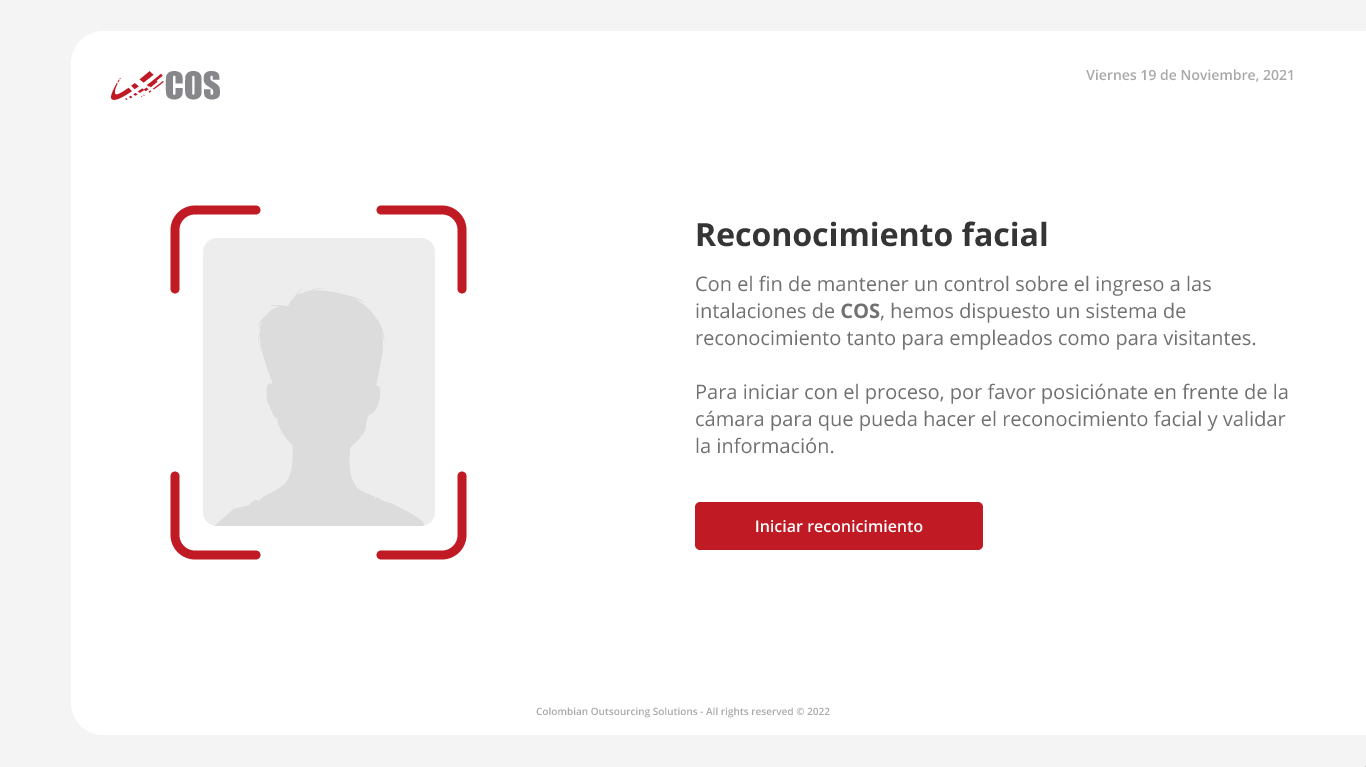 COS
Viernes 19 de Noviembre, 2021
Reconocimiento facial
Con el fin de mantener un control sobre el ingreso a las
intalaciones de COS, hemos dispuesto un sistema de
reconocimiento tanto para empleados como para visitantes.
Para iniciar con el proceso, por favor posiciónate en frente de la
cámara para que pueda hacer el reconocimiento facial y validar
la información.
Iniciar reconicimiento
Colombian Outsourcing Solutions - All rights reserved © 2022